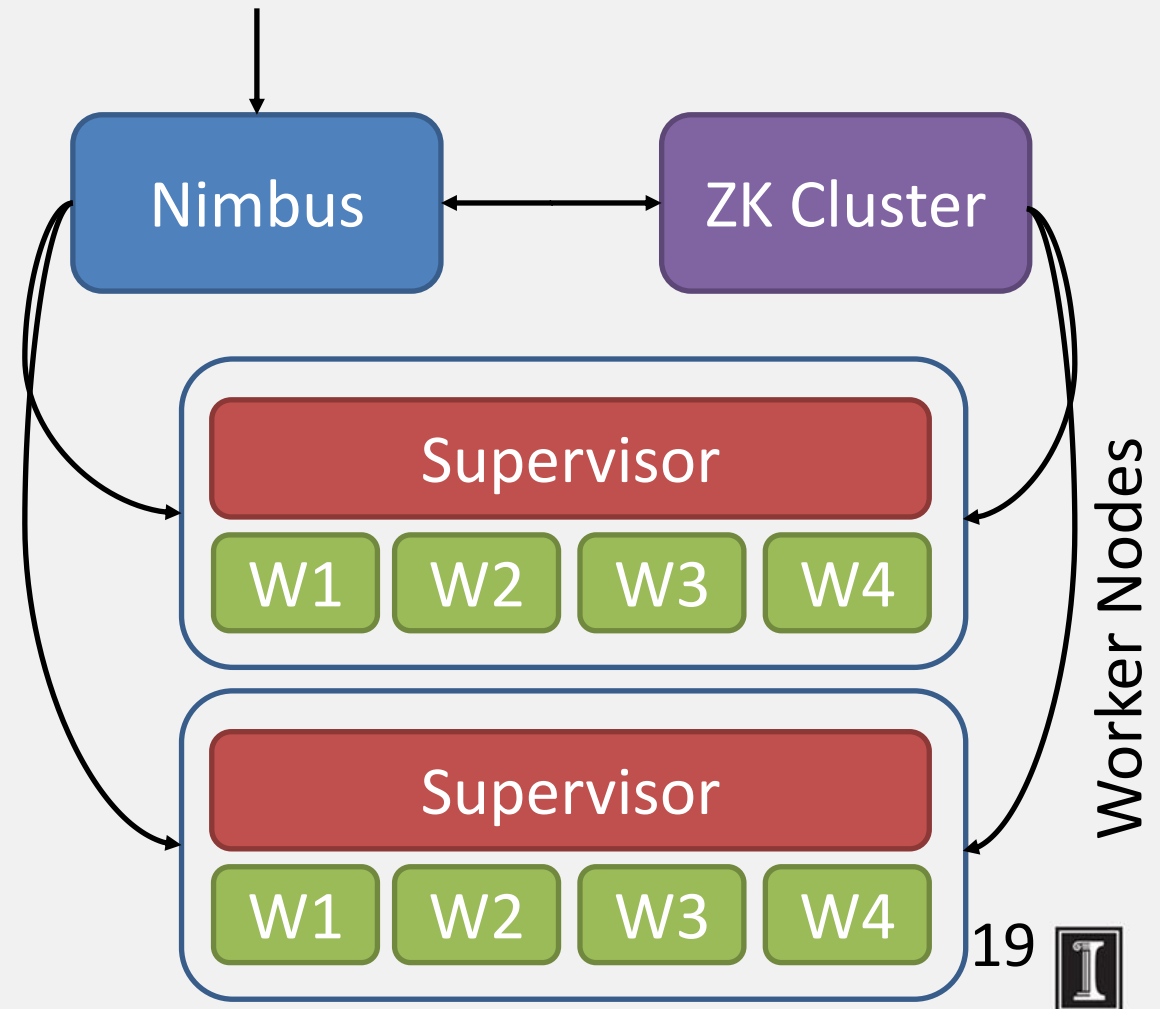 Nimbus
ZK Cluster
Supervisor
W1 W2 W3 W4
Supervisor
W1 W2 W3 W4
Worker Nodes
19
I